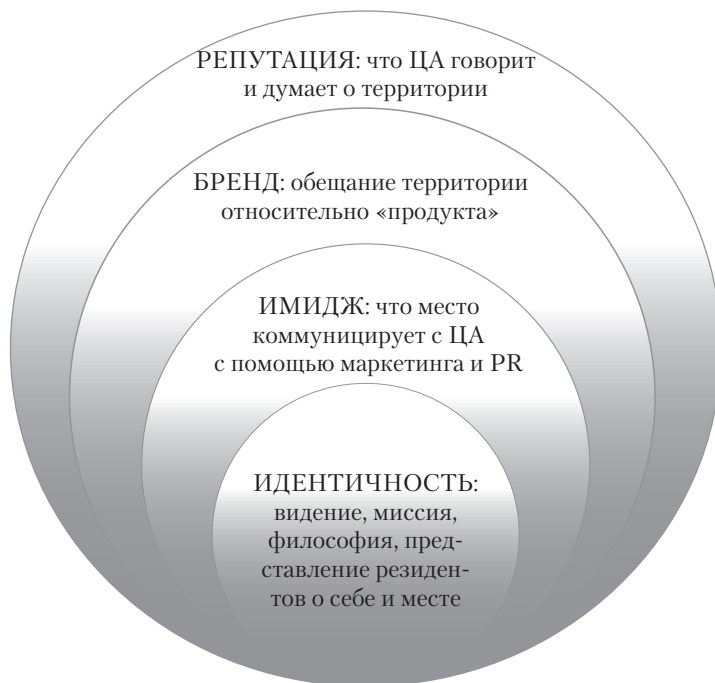 РЕПУТАЦИЯ: что ЦА говорит
и думает о территории
БРЕНД: обещание территории
относительно «продукта»
ИМИДЖ: что место
коммуницирует с ЦА
с помощью маркетинга и PR
ИДЕНТИЧНОСТЬ:
видение, миссия,
философия, пред-
ставление резиден-
тов о себе и месте